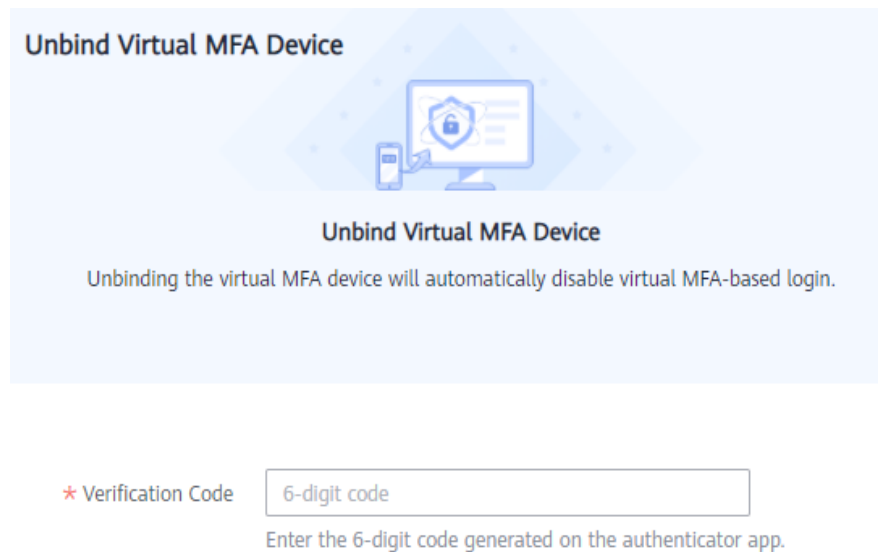 Unbind Virtual MFA Device
Unbind Virtual MFA Device
Unbinding the virtual MFA device will automatically disable virtual MFA-based login.
* Verification Code
6-digit code
Enter the 6-digit code generated on the authenticator app.